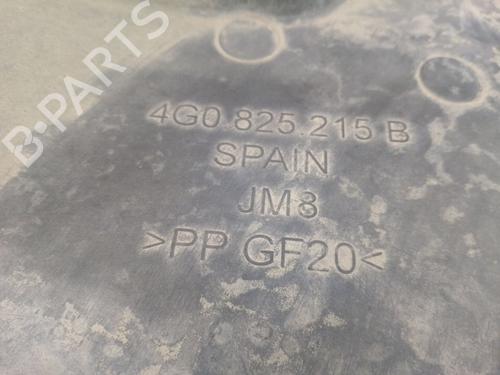 B-PARTS
4G0.825.215 B
SPAIN
JM8
>PP GF20<